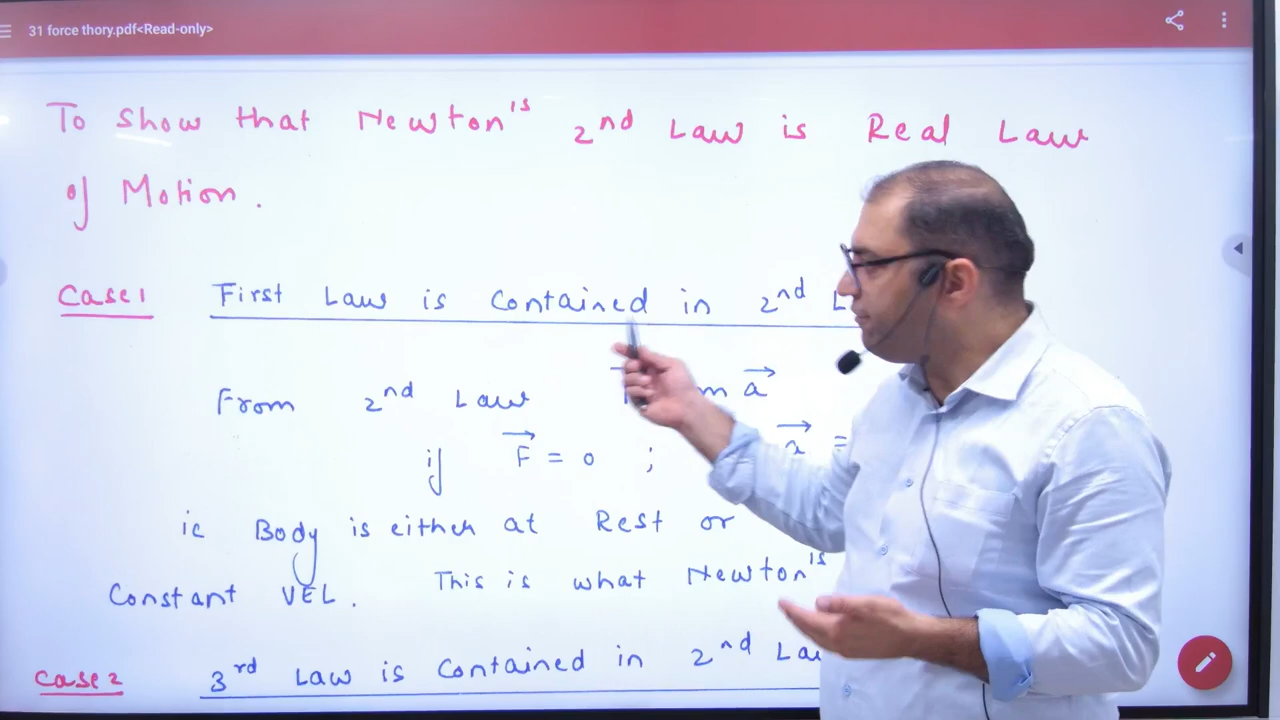 31 force thory.pdf<Read-only>
To Show that Newton's 2nd Law is Real Law
of Motion.
Case1 First Law is Contained in 2nd L
From 2nd Law m a⃗
if F⃗ = 0 ; a⃗ =
ie Body is either at Rest or
Constant VEL. This is what Newton's
Case2 3rd Law is Contained in 2nd La